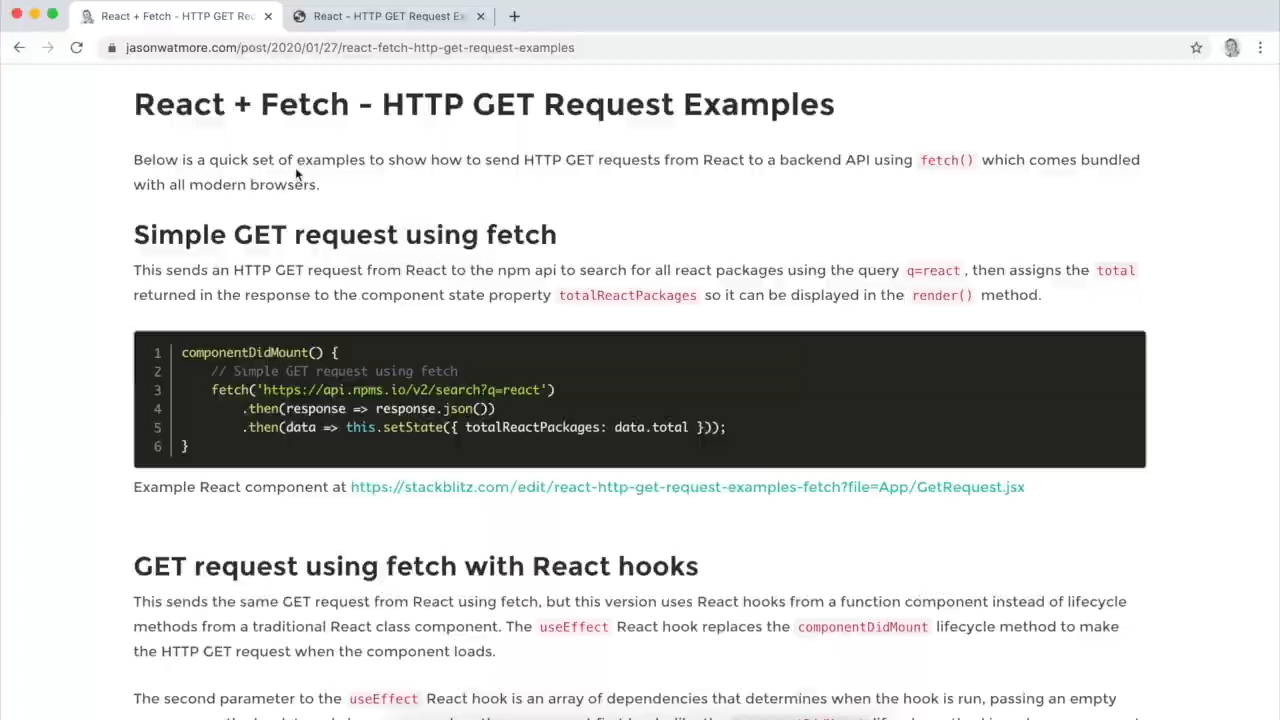 React + Fetch - HTTP GET Rec
React - HTTP GET Request Ex
jasonwatmore.com/post/2020/01/27/react-fetch-http-get-request-examples
React + Fetch - HTTP GET Request Examples
Below is a quick set of examples to show how to send HTTP GET requests from React to a backend API using fetch() which comes bundled
with all modern browsers.
Simple GET request using fetch
This sends an HTTP GET request from React to the npm api to search for all react packages using the query q=react, then assigns the total
returned in the response to the component state property totalReactPackages so it can be displayed in the render() method.
1 componentDidMount() {
2 // Simple GET request using fetch
3 fetch('https://api.npms.io/v2/search?q=react')
4 .then(response => response.json())
5 .then(data => this.setState({ totalReactPackages: data.total }));
6 }
Example React component at https://stackblitz.com/edit/react-http-get-request-examples-fetch?file=App/GetRequest.jsx
GET request using fetch with React hooks
This sends the same GET request from React using fetch, but this version uses React hooks from a function component instead of lifecycle
methods from a traditional React class component. The useEffect React hook replaces the componentDidMount lifecycle method to make
the HTTP GET request when the component loads.
The second parameter to the useEffect React hook is an array of dependencies that determines when the hook is run, passing an empty